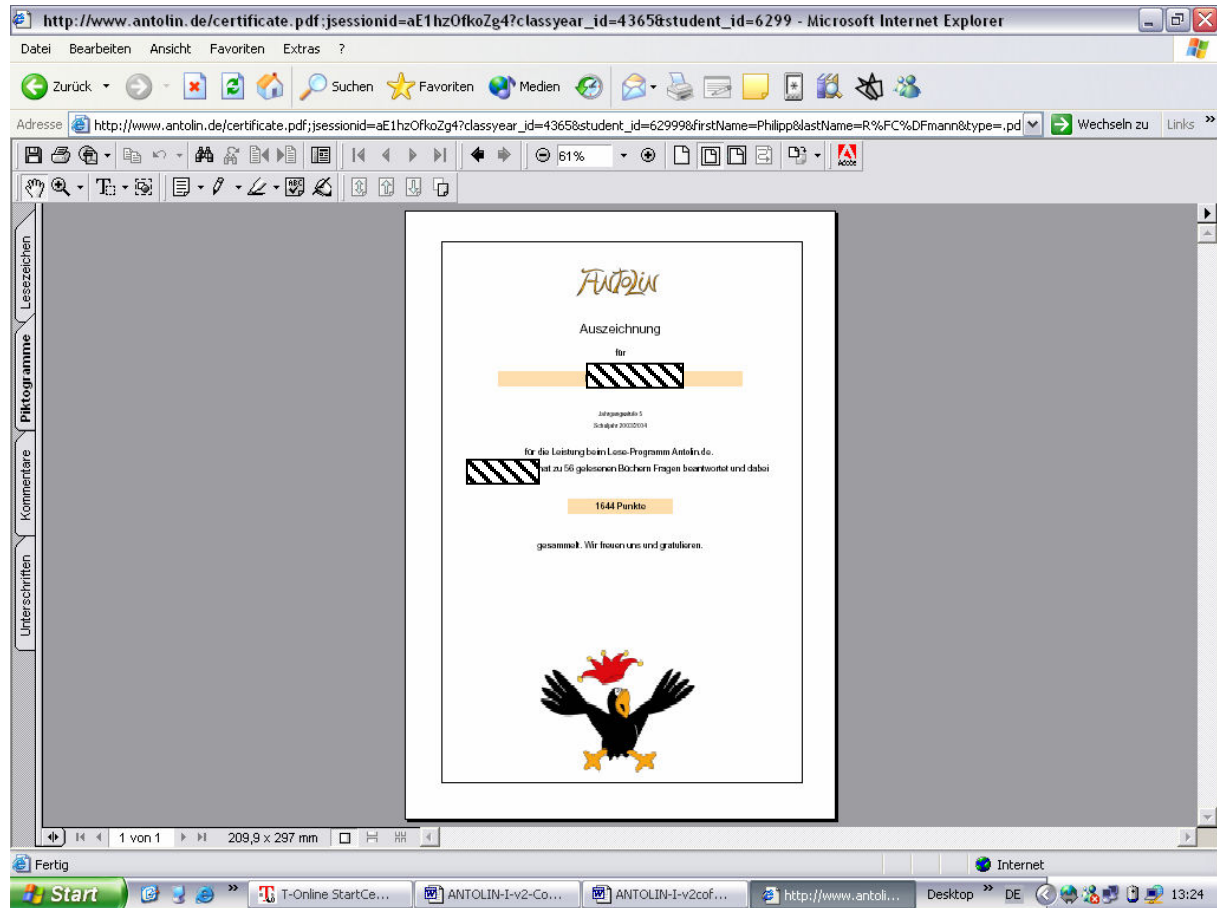 http://www.antolin.de/certificate.pdf;jsessionid=aE1hzOfkoZg4?classyear_id=4365&student_id=6299 - Microsoft Internet Explorer
Datei Bearbeiten Ansicht Favoriten Extras ?
Zurück Suchen Favoriten Medien
Adresse http://www.antolin.de/certificate.pdf;jsessionid=aE1hzOfkoZg4?classyear_id=4365&student_id=62999&firstName=Philipp&lastName=R%FC%DFmann&type=.pd Wechseln zu Links »
61%
Lesezeichen
Piktogramme
Kommentare
Unterschriften
ANTOLIN
Auszeichnung
für
Jahrgangsstufe 5
Schuljahr 2003/2004
für die Leistung beim Lese-Programm Antolin.de.
hat zu 56 gelesenen Büchern Fragen beantwortet und dabei
1644 Punkte
gesammelt. Wir freuen uns und gratulieren.
1 von 1 209,9 x 297 mm
Fertig Internet
Start » T-Online StartCe... ANTOLIN-I-v2-Co... ANTOLIN-I-v2cof... http://www.antoli... Desktop » DE 13:24